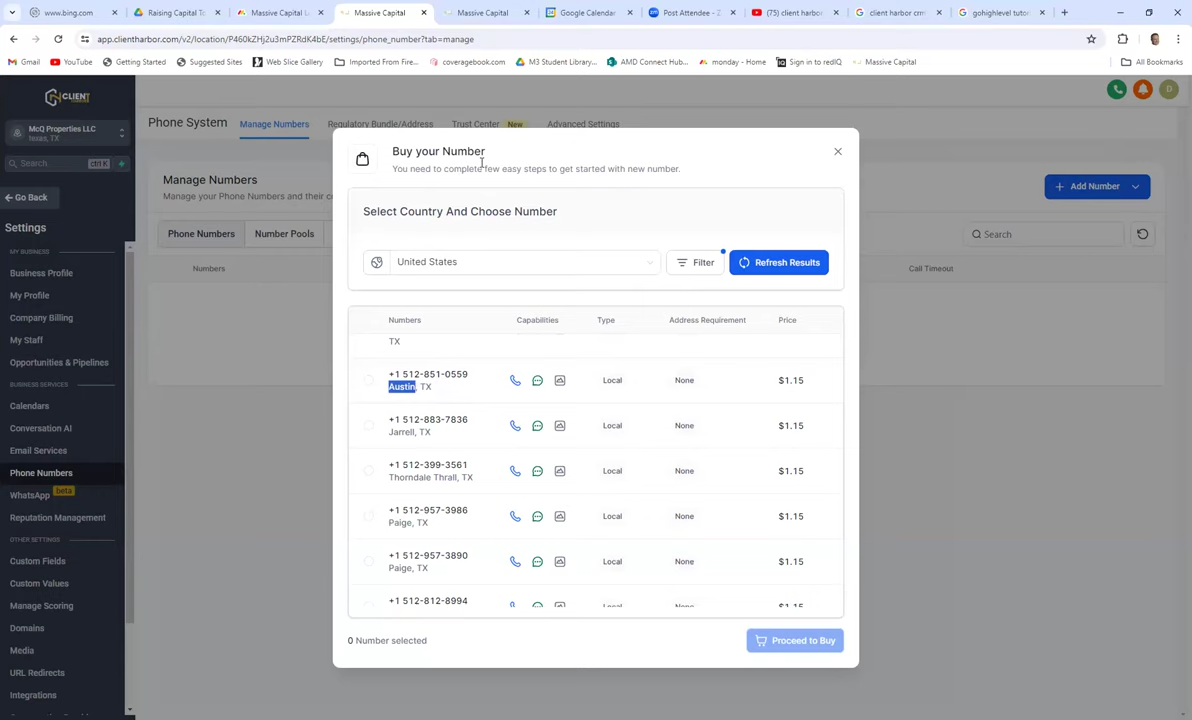 www.bing.com
Raising Capital To
Massive Capital L
Massive Capital
Massive Capital
Google Calendar
Post Attendee - Z
(75) client harbor
client harbor crm
gohighlevel tutor
app.clientharbor.com/v2/location/P460kZHj2u3mPZRdK4bE/settings/phone_number?tab=manage
Gmail
YouTube
Getting Started
Suggested Sites
Web Slice Gallery
Imported From Fire...
coveragebook.com
M3 Student Library...
AMD Connect Hub...
monday - Home
Sign in to redIQ
Massive Capital
All Bookmarks
CLIENT
McQ Properties LLC
texas, TX
Search
ctrl K
Go Back
Settings
MY BUSINESS
Business Profile
My Profile
Company Billing
My Staff
Opportunities & Pipelines
BUSINESS SERVICES
Calendars
Conversation AI
Email Services
Phone Numbers
WhatsApp beta
Reputation Management
OTHER SETTINGS
Custom Fields
Custom Values
Manage Scoring
Domains
Media
URL Redirects
Integrations
Phone System
Manage Numbers
Regulatory Bundle/Address
Trust Center New
Advanced Settings
D
Manage Numbers
Manage your Phone Numbers and their c
Add Number
Phone Numbers
Number Pools
Search
Numbers
Call Timeout
Buy your Number
You need to complete few easy steps to get started with new number.
Select Country And Choose Number
United States
Filter
Refresh Results
Numbers Capabilities Type Address Requirement Price
TX
+1 512-851-0559
Austin, TX
Local None $1.15
+1 512-883-7836
Jarrell, TX
Local None $1.15
+1 512-399-3561
Thorndale Thrall, TX
Local None $1.15
+1 512-957-3986
Paige, TX
Local None $1.15
+1 512-957-3890
Paige, TX
Local None $1.15
+1 512-812-8994
Local None $1.15
0 Number selected
Proceed to Buy